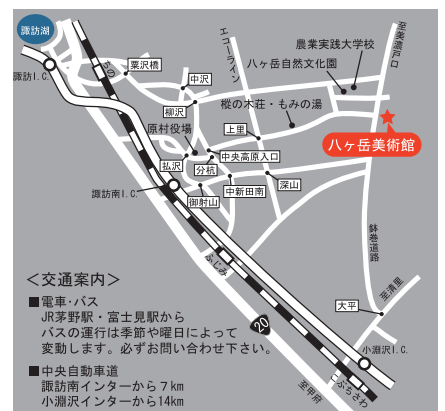 諏訪湖
至美濃戸口
エコーライン
農業実践大学校
八ヶ岳自然文化園
粟沢橋
ちの
諏訪I.C.
中沢
柳沢
樅の木荘・もみの湯
原村役場
上里
八ヶ岳美術館
払沢
分杭
中央高原入口
諏訪南I.C.
御射山
中新田南
深山
鉢巻道路
ふじみ
至清里
大平
<交通案内>
■電車・バス
JR茅野駅・富士見駅から
バスの運行は季節や曜日によって
変動します。必ずお問い合わせ下さい。
20
小淵沢I.C.
■中央自動車道
諏訪南インターから7km
小淵沢インターから14km
至甲府
こぶちさわ